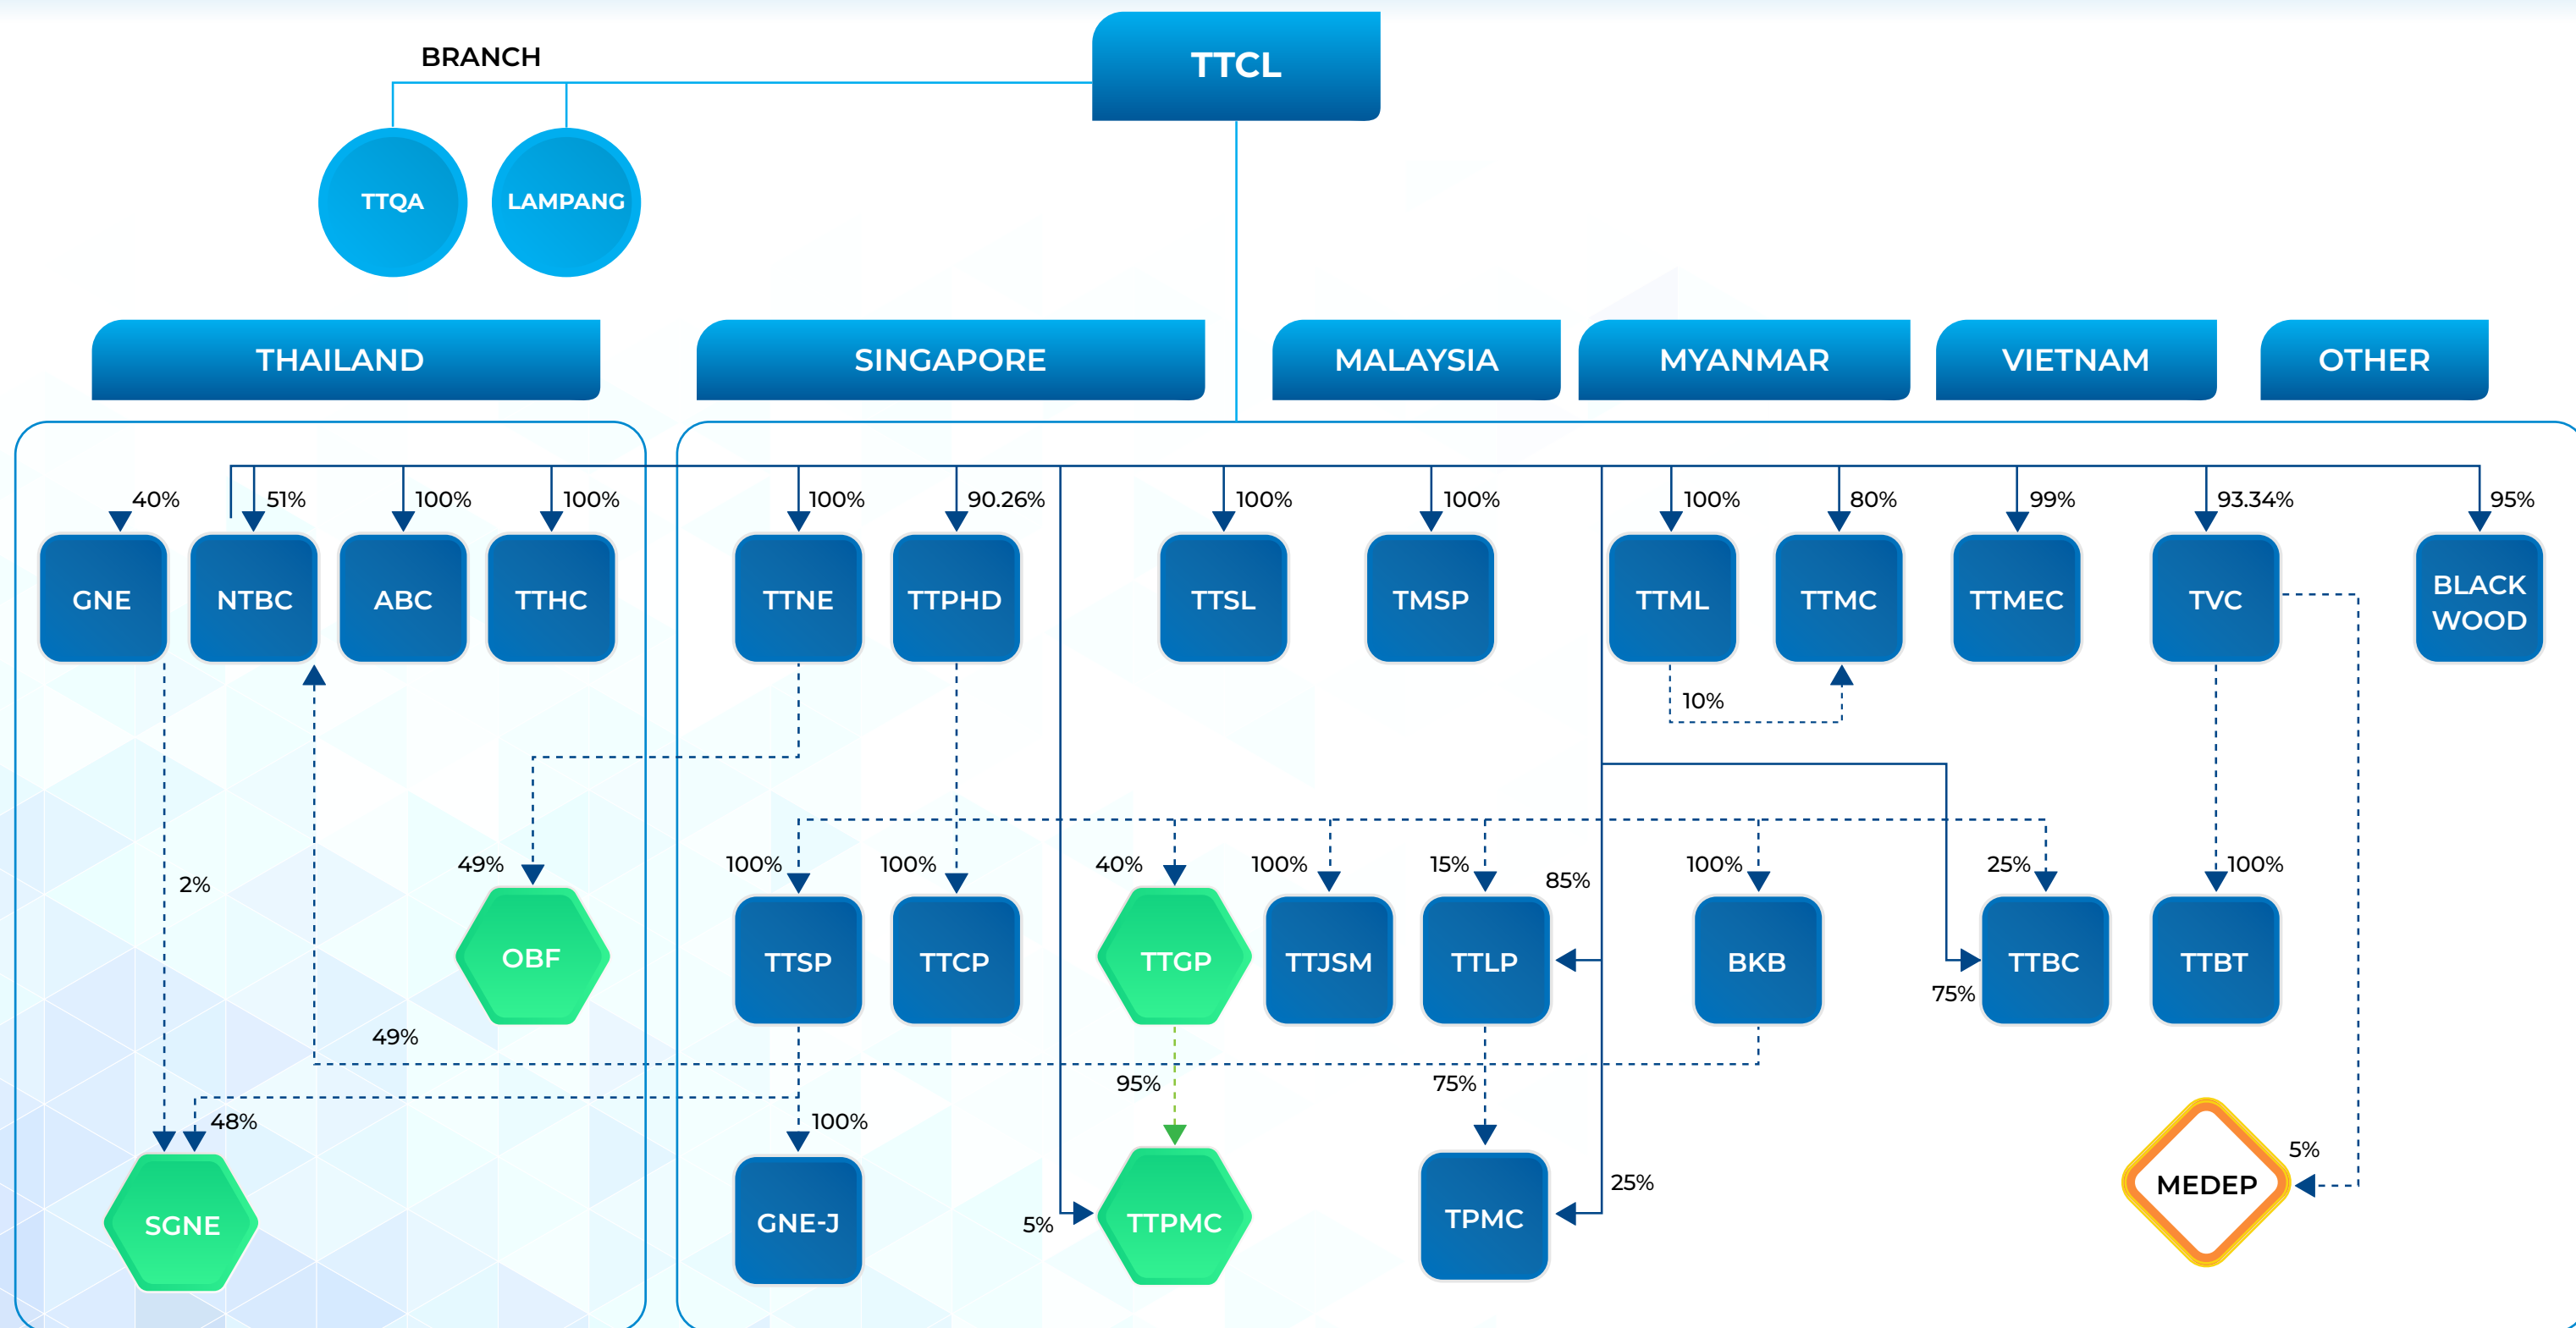 TTCL
BRANCH
TTQA
LAMPANG
THAILAND
SINGAPORE
MALAYSIA
MYANMAR
VIETNAM
OTHER
40%
51%
100%
100%
100%
90.26%
100%
100%
100%
80%
99%
93.34%
95%
GNE
NTBC
ABC
TTHC
TTNE
TTPHD
TTSL
TMSP
TTML
TTMC
TTMEC
TVC
BLACK
WOOD
10%
2%
49%
100%
100%
40%
100%
15%
85%
100%
25%
100%
OBF
TTSP
TTCP
TTGP
TTJSM
TTLP
BKB
TTBC
TTBT
75%
49%
95%
75%
48%
100%
5%
25%
5%
SGNE
GNE-J
TTPMC
TPMC
MEDEP